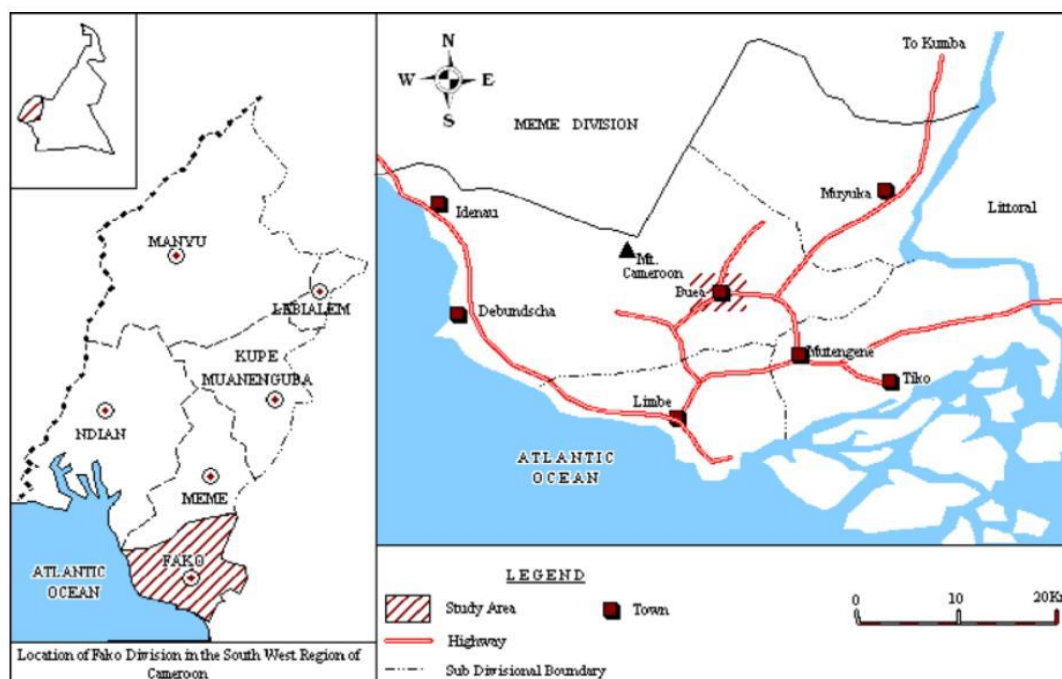 MANYU
LEBIALEM
KUPE
MUANENGUBA
NDIAN
MEME
FAKO
ATLANTIC
OCEAN
Location of Fako Division in the South West Region of
Cameroon
N
W E
S
To Kumba
MEME DIVISION
Muyuka
Idenau
Littoral
Mt.
Cameroon
Buea
Debundscha
Mutengene
Tiko
Limbe
ATLANTIC
OCEAN
LEGEND
Study Area
Town
Highway
Sub Divisional Boundary
0 10 20Km